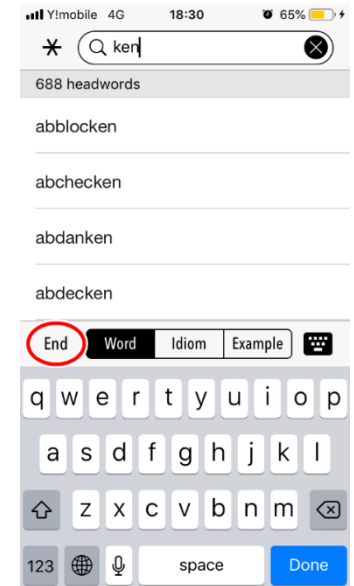 Y!mobile 4G 18:30 65%
ken
688 headwords
abblocken
abchecken
abdanken
abdecken
End Word Idiom Example
q w e r t y u i o p
a s d f g h j k l
z x c v b n m
123 space Done